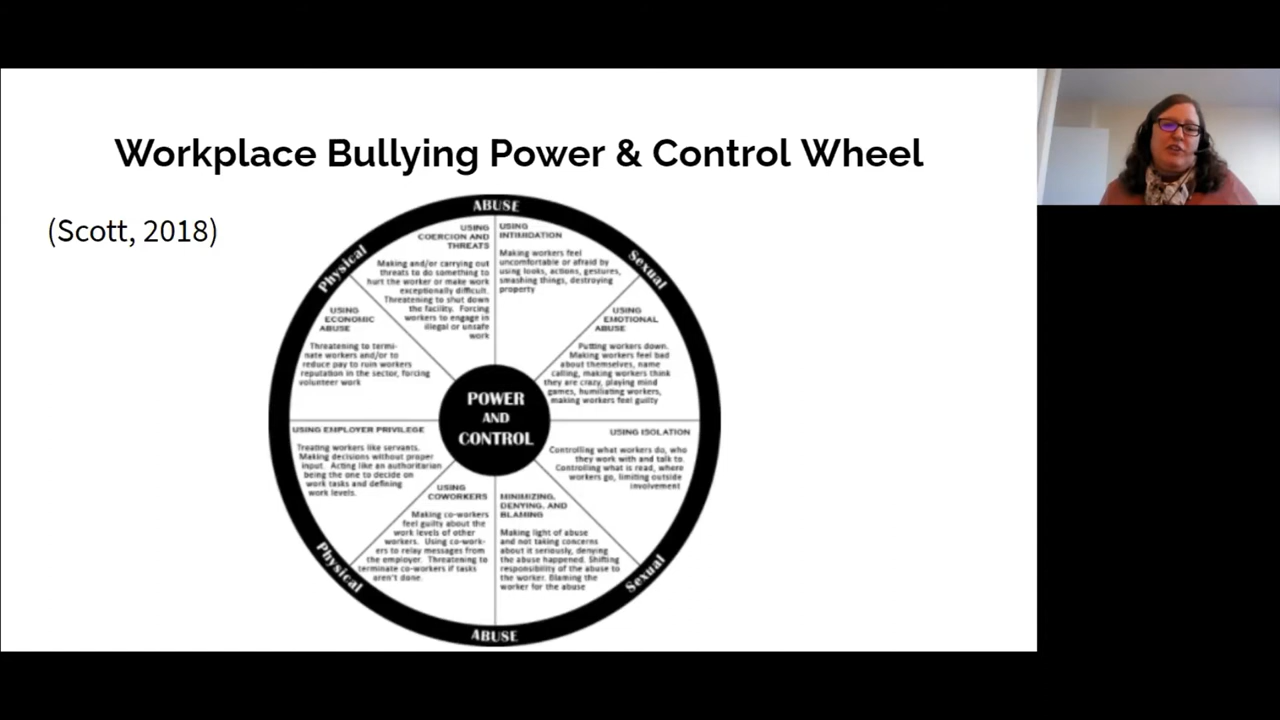 Workplace Bullying Power & Control Wheel
(Scott, 2018)
ABUSE
Physical
Sexual
USING
COERCION AND
THREATS
Making and/or carrying out
threats to do something to
hurt the worker or make work
exceptionally difficult.
Threatening to shut down
the facility. Forcing
workers to engage in
illegal or unsafe
work
USING
INTIMIDATION
Making workers feel
uncomfortable or afraid by
using looks, actions, gestures,
smashing things, destroying
property
USING
ECONOMIC
ABUSE
Threatening to termi-
nate workers and/or to
reduce pay to ruin workers
reputation in the sector, forcing
volunteer work
USING
EMOTIONAL
ABUSE
Putting workers down.
Making workers feel bad
about themselves, name
calling, making workers think
they are crazy, playing mind
games, humiliating workers,
making workers feel guilty
POWER
AND
CONTROL
USING EMPLOYER PRIVILEGE
Treating workers like servants.
Making decisions without proper
input. Acting like an authoritarian
being the one to decide on
work tasks and defining
work levels.
USING ISOLATION
Controlling what workers do, who
they work with and talk to.
Controlling what is read, where
workers go, limiting outside
involvement
USING
COWORKERS
Making co-workers
feel guilty about the
work levels of other
workers. Using co-work-
ers to relay messages from
the employer. Threatening to
terminate co-workers if tasks
aren't done.
MINIMIZING,
DENYING, AND
BLAMING
Making light of abuse
and not taking concerns
about it seriously, denying
the abuse happened. Shifting
responsibility of the abuse to
the worker. Blaming the
worker for the abuse
Physical
Sexual
ABUSE